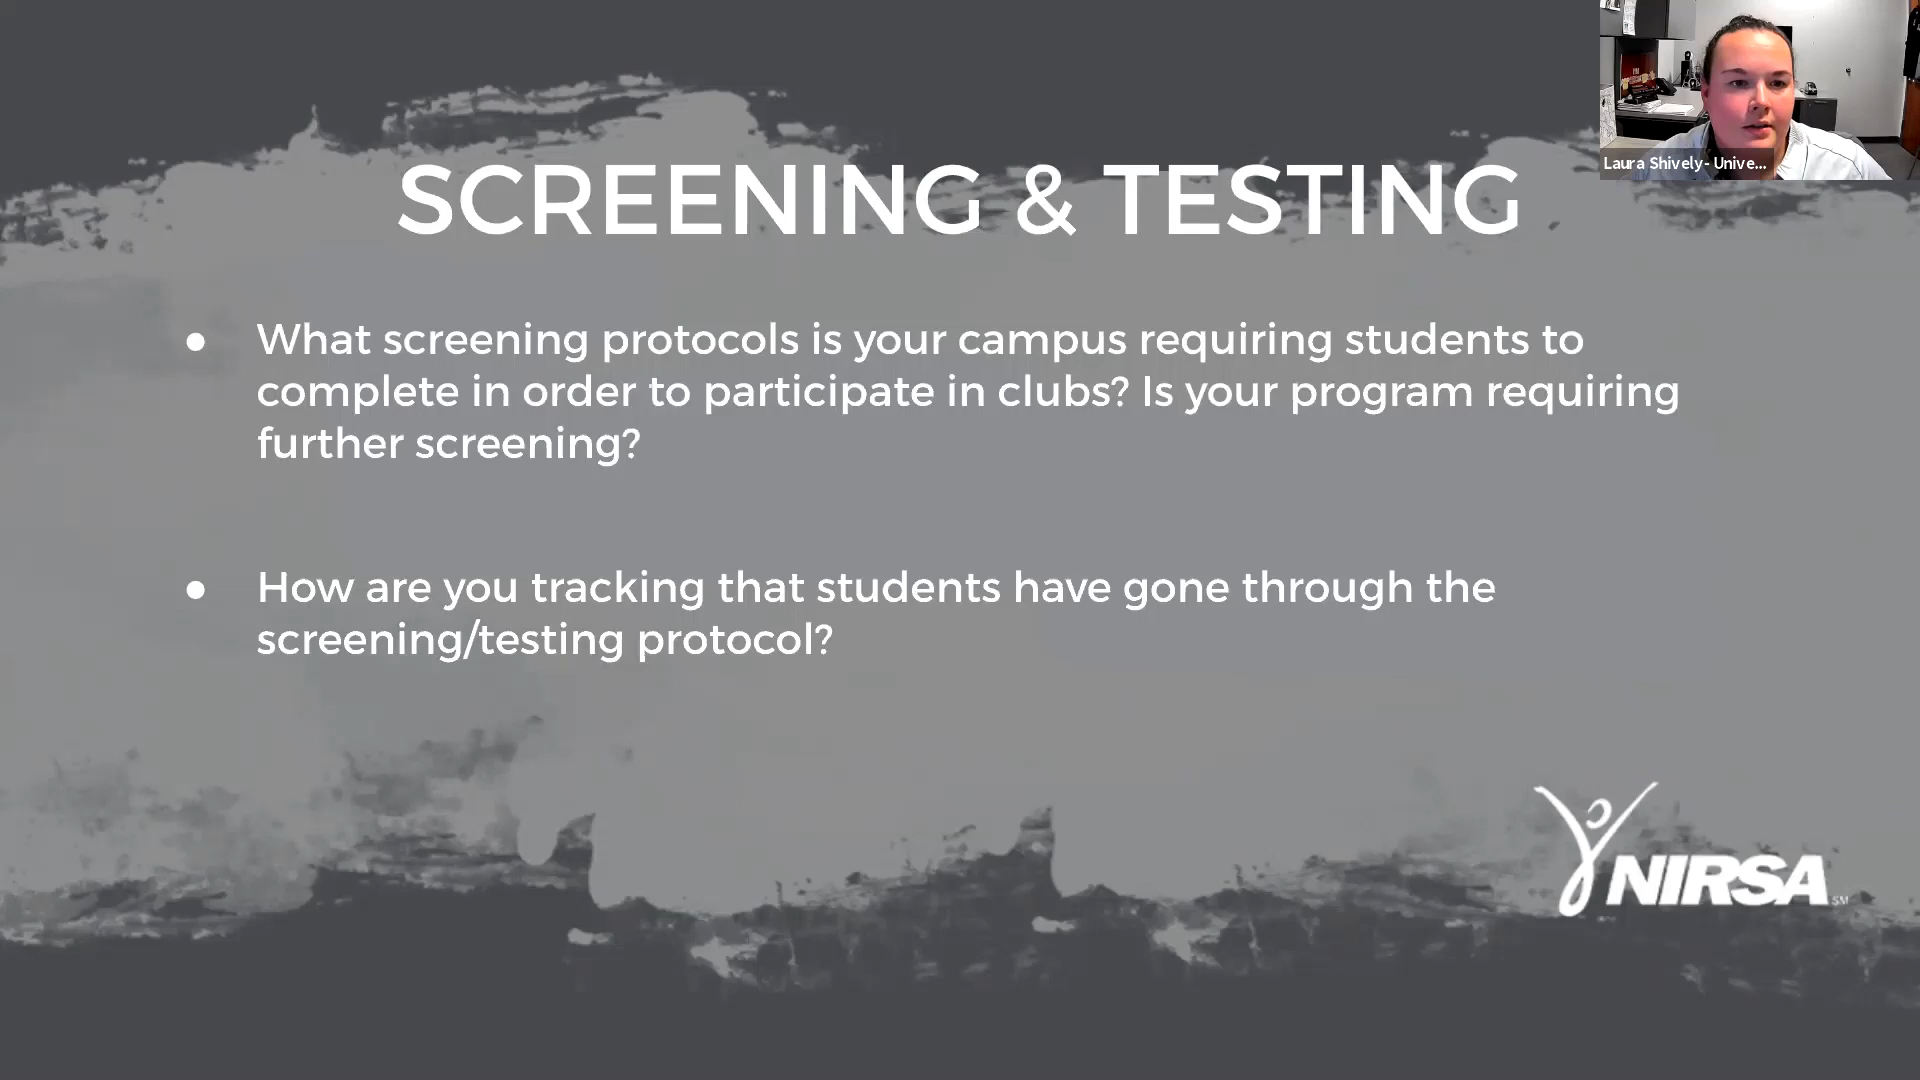 Laura Shively- Unive...
SCREENING & TESTING
● What screening protocols is your campus requiring students to
complete in order to participate in clubs? Is your program requiring
further screening?
● How are you tracking that students have gone through the
screening/testing protocol?
NIRSA SM